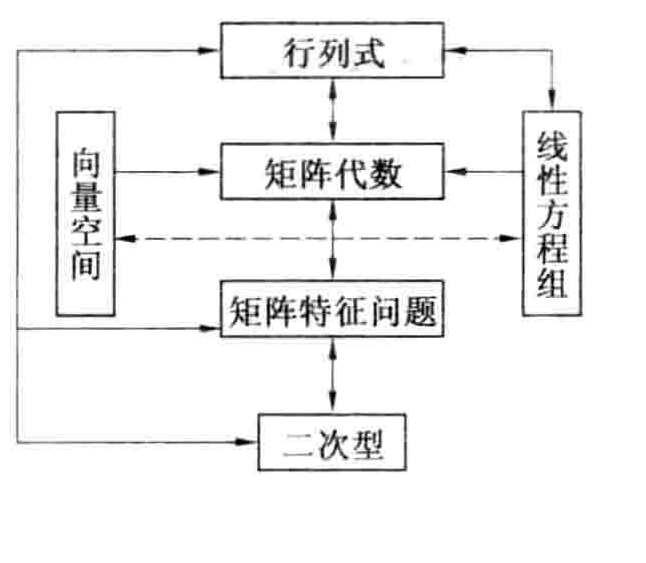 行列式
向量空间
矩阵代数
线性方程组
矩阵特征问题
二次型